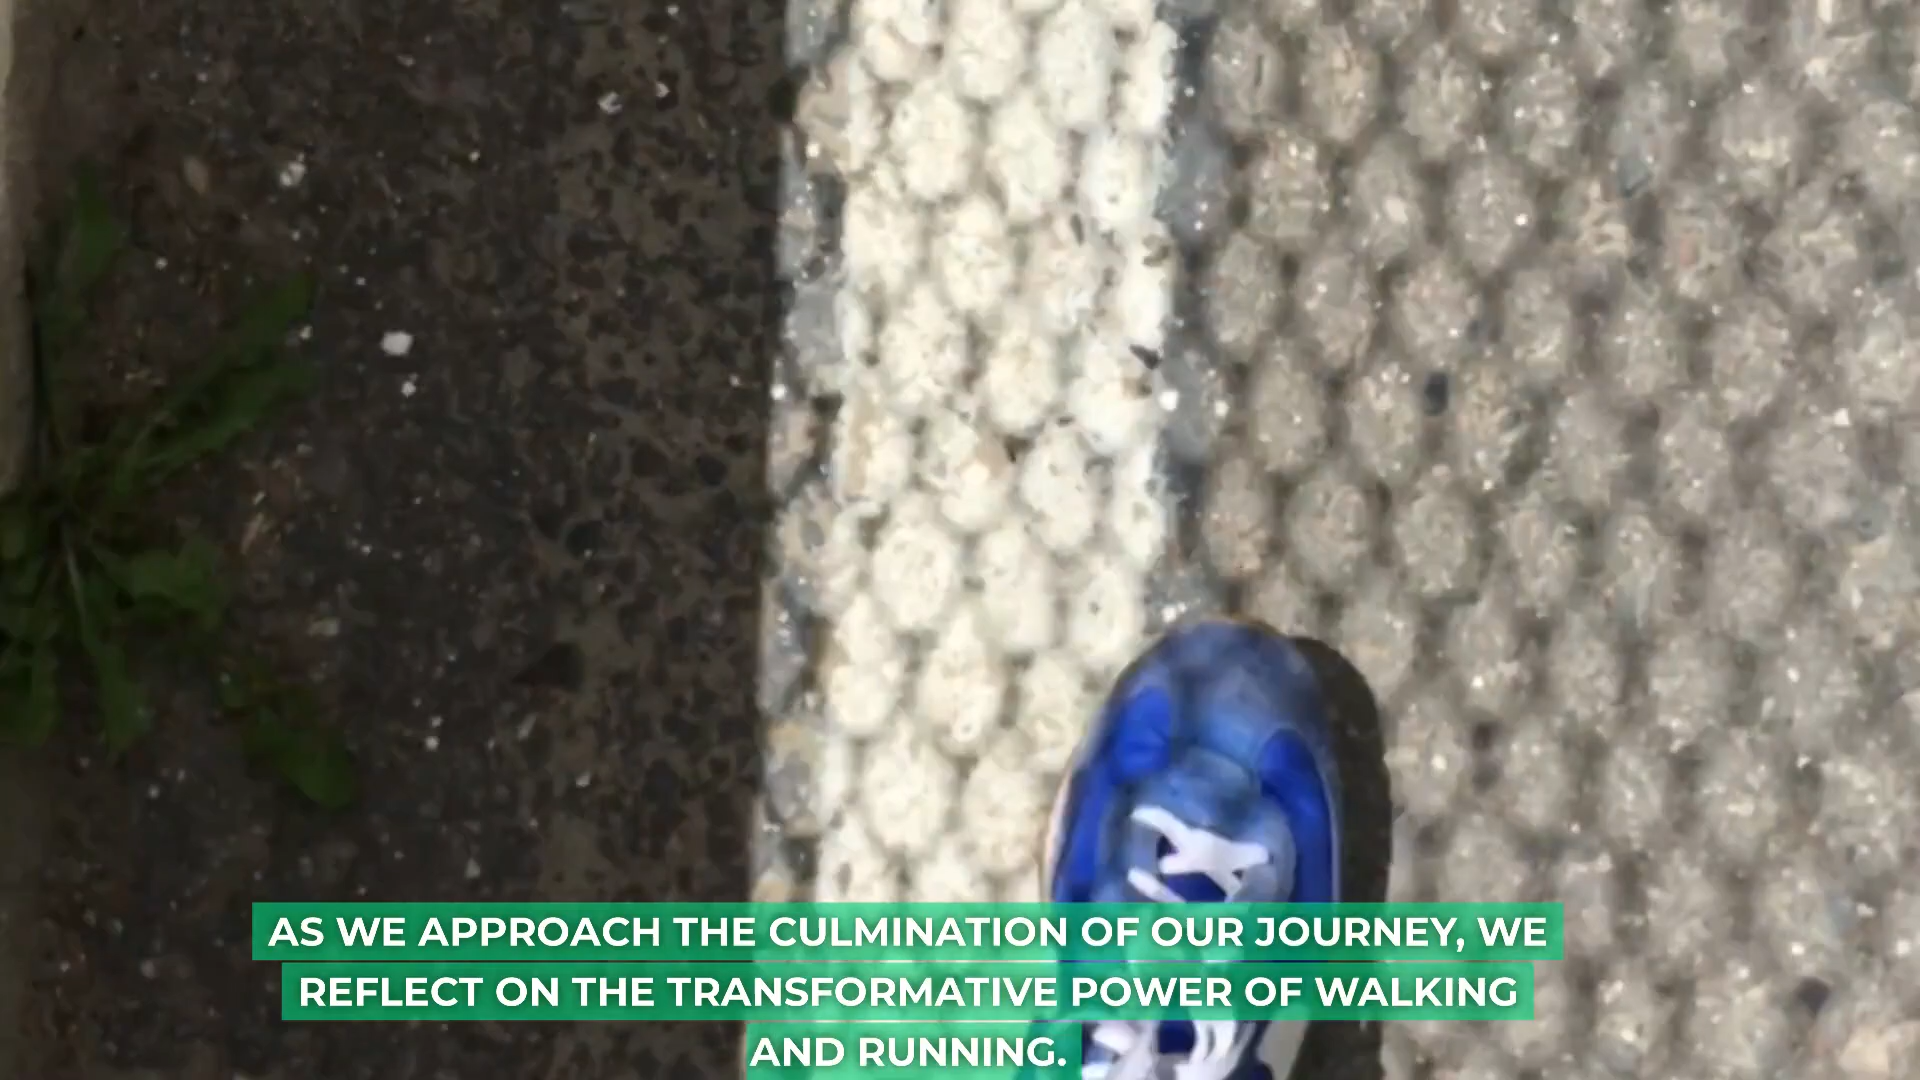 AS WE APPROACH THE CULMINATION OF OUR JOURNEY, WE
REFLECT ON THE TRANSFORMATIVE POWER OF WALKING
AND RUNNING.